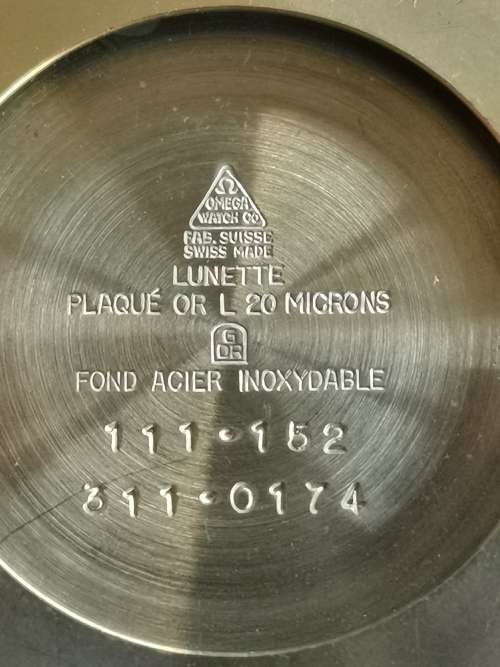 Ω
OMEGA
WATCH CO
FAB. SUISSE
SWISS MADE
LUNETTE
PLAQUÉ OR L 20 MICRONS
G
OR
FOND ACIER INOXYDABLE
111·152
311·0174